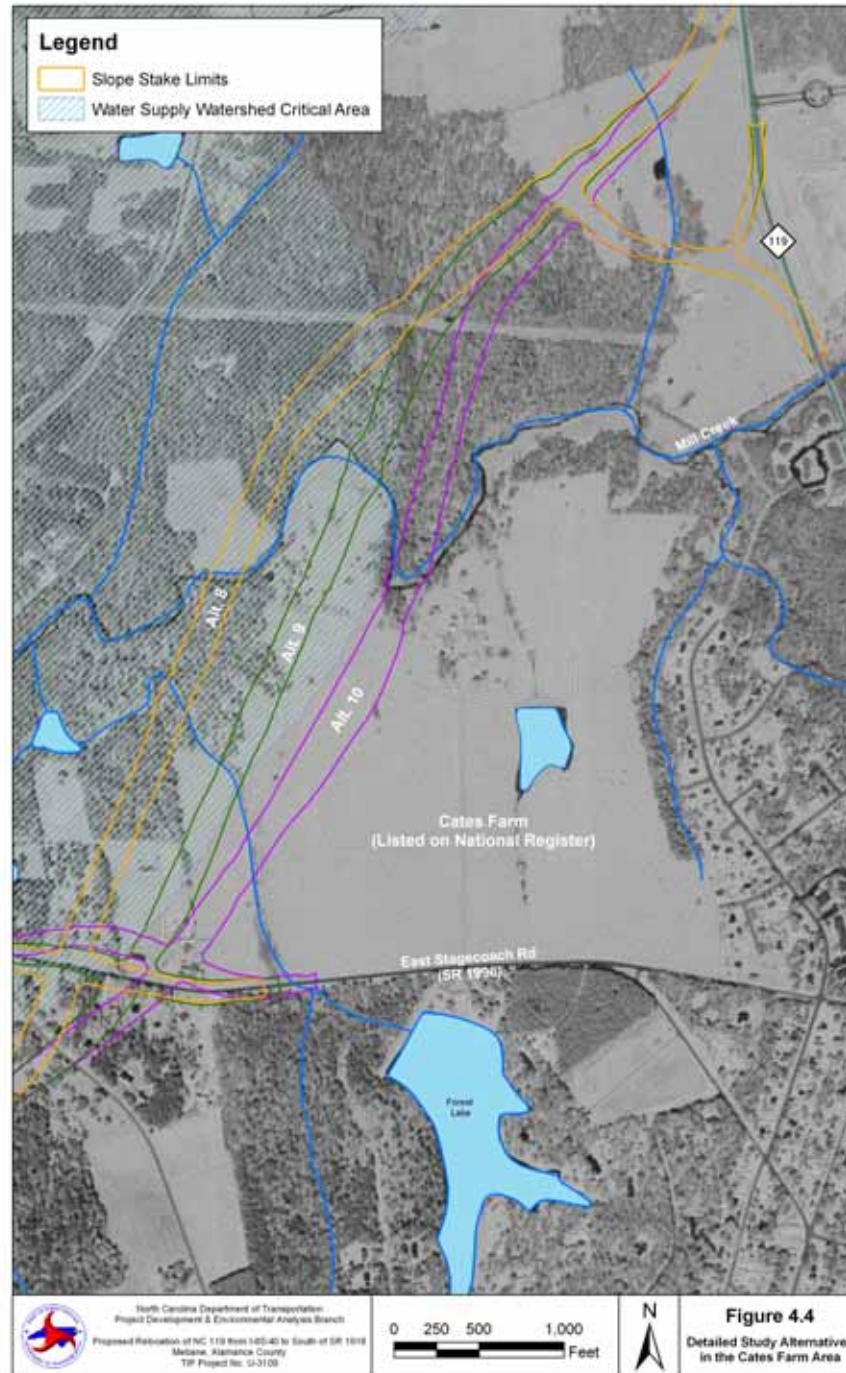 Legend
Slope Stake Limits
Water Supply Watershed Critical Area
119
Mill Creek
Alt. 8
Alt. 9
Alt. 10
Cates Farm
(Listed on National Register)
East Stagecoach Rd
(SR 1996)
Forest
Lake
North Carolina Department of Transportation
Project Development & Environmental Analysis Branch
Proposed Relocation of NC 119 from I-85/40 to South of SR 1918
Mebane, Alamance County
TIP Project No. U-3109
0 250 500 1,000
Feet
N
Figure 4.4
Detailed Study Alternative
in the Cates Farm Area